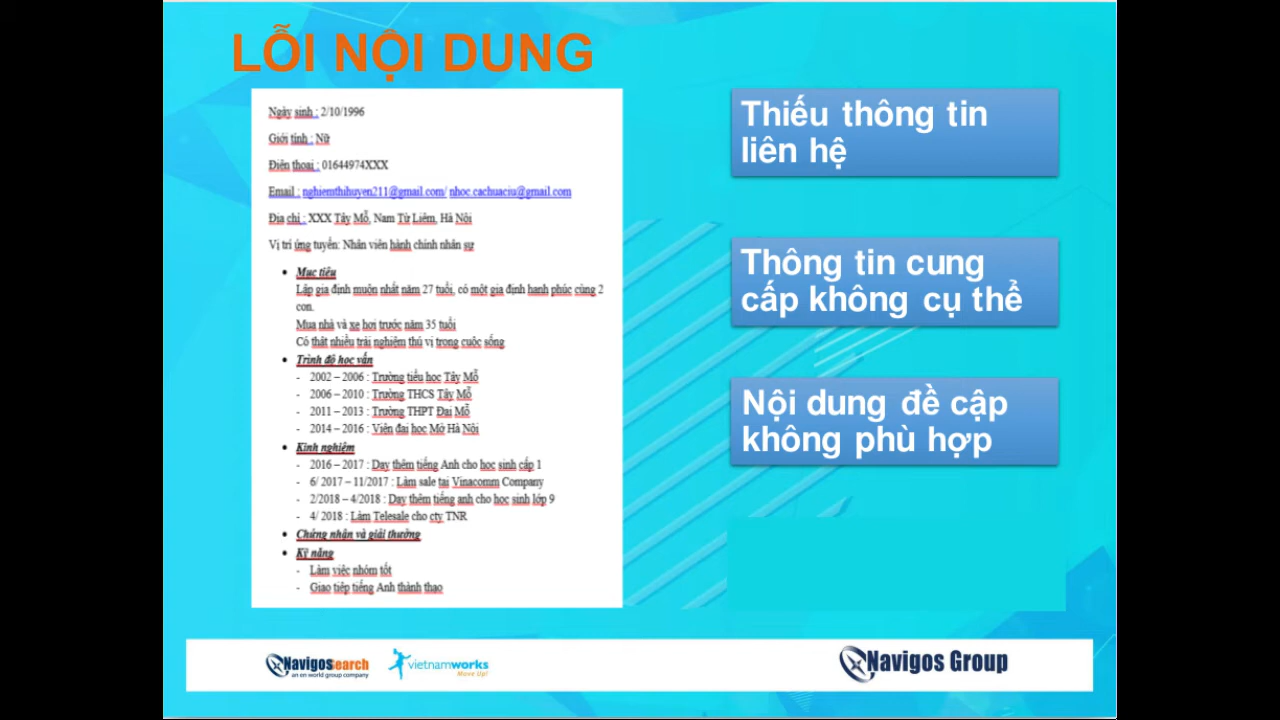 LỖI NỘI DUNG
Ngày sinh : 2/10/1996
Giới tính : Nữ
Điện thoại : 01644974XXX
Email : nghiemthihuyen211@gmail.com/ nhoc.cachuaciu@gmail.com
Địa chỉ : XXX Tây Mỗ, Nam Từ Liêm, Hà Nội
Vị trí ứng tuyển: Nhân viên hành chính nhân sự
• Mục tiêu
Lập gia định muộn nhất năm 27 tuổi, có một gia định hạnh phúc cùng 2
con.
Mua nhà và xe hơi trước năm 35 tuổi
Có thật nhiều trải nghiệm thú vị trong cuộc sống
• Trình độ học vấn
- 2002 – 2006 : Trường tiểu học Tây Mỗ
- 2006 – 2010 : Trường THCS Tây Mỗ
- 2011 – 2013 : Trường THPT Đại Mỗ
- 2014 – 2016 : Viện đại học Mở Hà Nội
• Kinh nghiệm
- 2016 – 2017 : Dạy thêm tiếng Anh cho học sinh cấp 1
- 6/ 2017 – 11/2017 : Làm sale tại Vinacomm Company
- 2/2018 – 4/2018 : Dạy thêm tiếng anh cho học sinh lớp 9
- 4/ 2018 : Làm Telesale cho cty TNR
• Chứng nhận và giải thưởng
• Kỹ năng
- Làm việc nhóm tốt
- Giao tiệp tiếng Anh thành thạo
Thiếu thông tin
liên hệ
Thông tin cung
cấp không cụ thể
Nội dung đề cập
không phù hợp
Navigos search
an en world group company
vietnamworks
Move Up!
Navigos Group